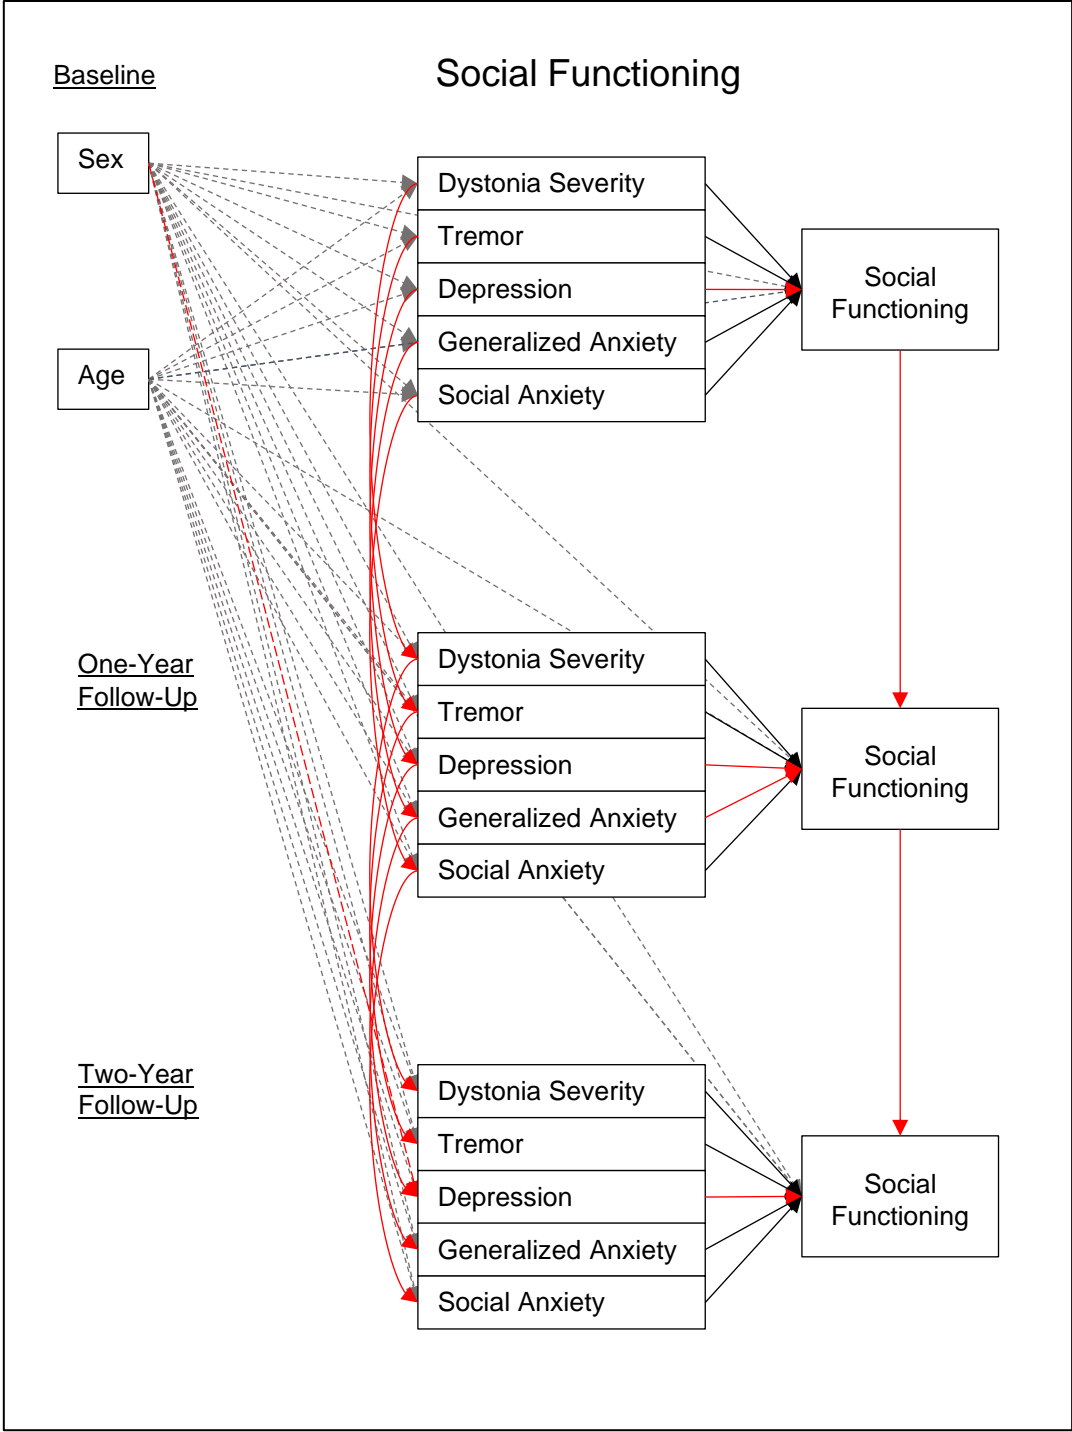 Baseline
Social Functioning
Sex
Age
Dystonia Severity
Tremor
Depression
Generalized Anxiety
Social Anxiety
Social
Functioning
One-Year
Follow-Up
Dystonia Severity
Tremor
Depression
Generalized Anxiety
Social Anxiety
Social
Functioning
Two-Year
Follow-Up
Dystonia Severity
Tremor
Depression
Generalized Anxiety
Social Anxiety
Social
Functioning